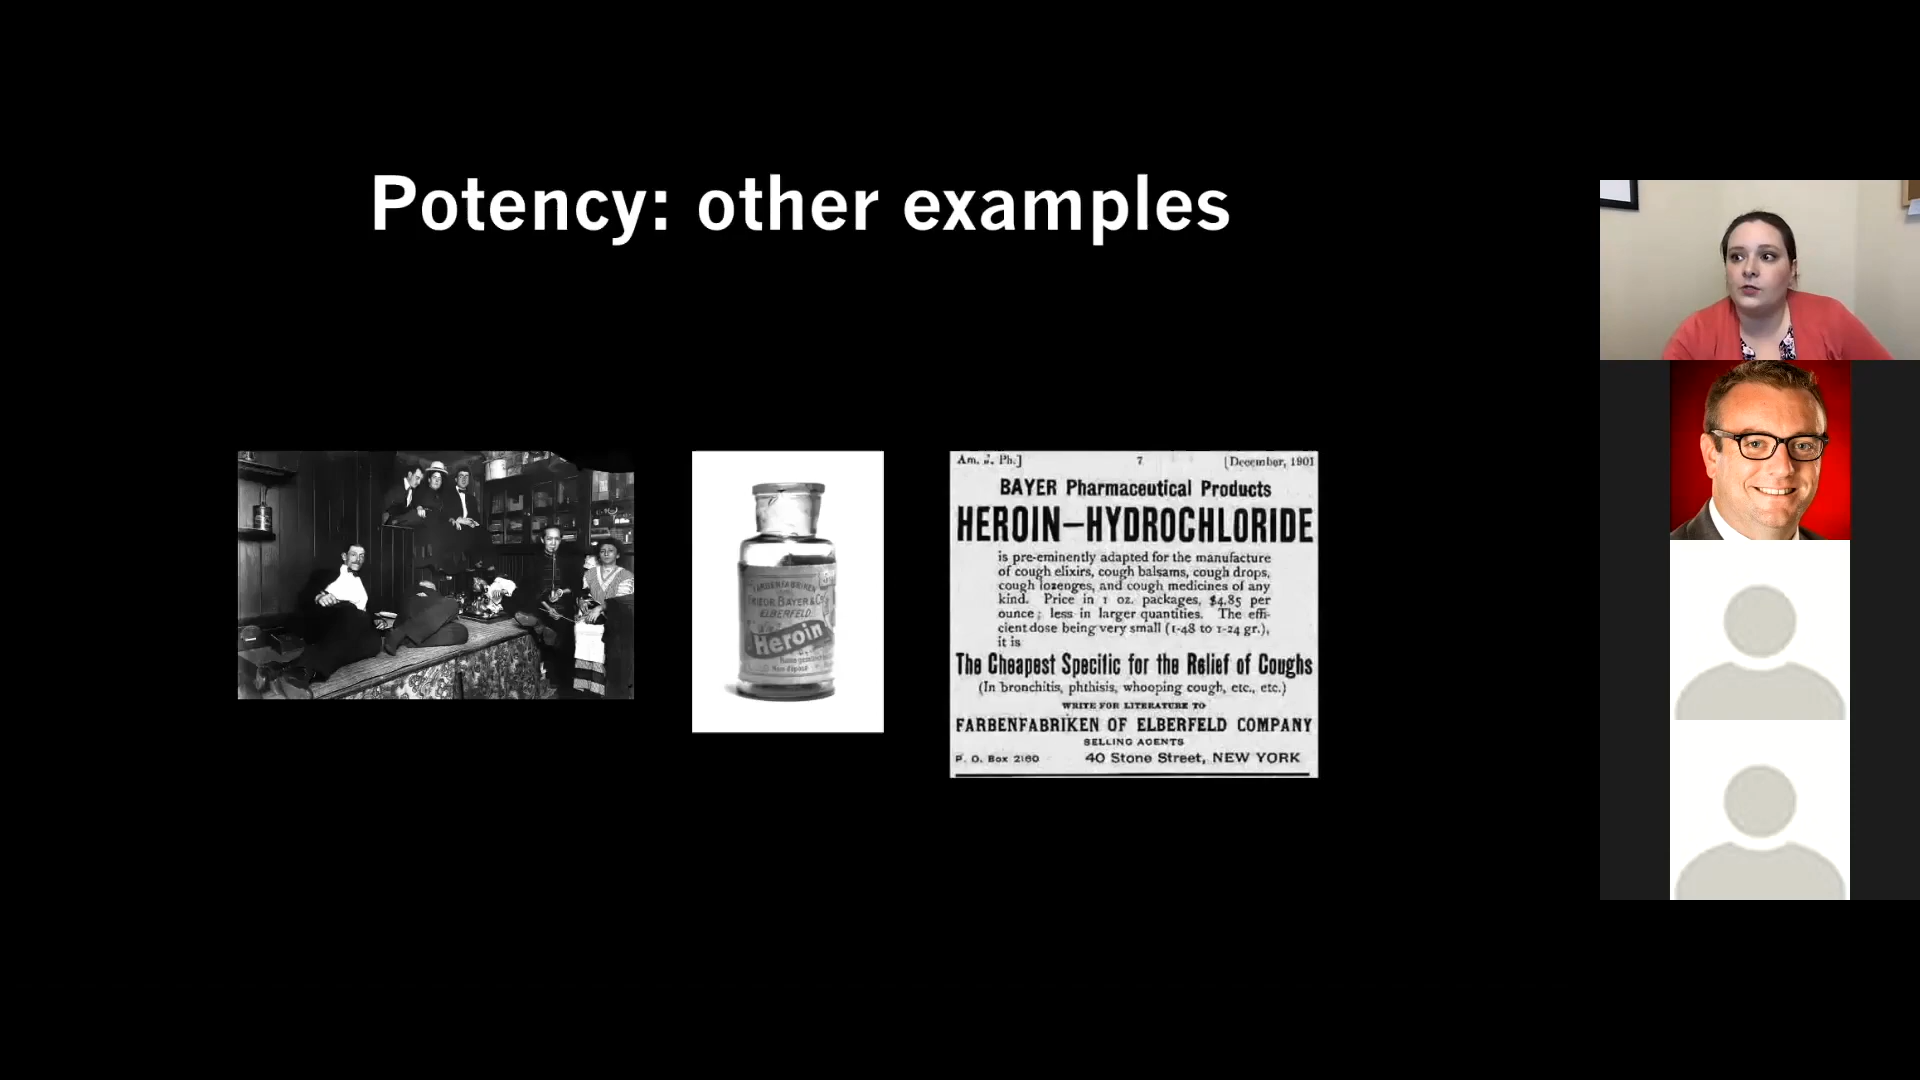 Potency: other examples
FARBENFABRIKEN
FRIEDR. BAYER & Co.
ELBERFELD
Heroin
Am. J. Ph.] 7 [December, 1901
BAYER Pharmaceutical Products
HEROIN–HYDROCHLORIDE
is pre-eminently adapted for the manufacture
of cough elixirs, cough balsams, cough drops,
cough lozenges, and cough medicines of any
kind. Price in 1 oz. packages, $4.85 per
ounce; less in larger quantities. The effi-
cient dose being very small (1-48 to 1-24 gr.),
it is
The Cheapest Specific for the Relief of Coughs
(In bronchitis, phthisis, whooping cough, etc., etc.)
WRITE FOR LITERATURE TO
FARBENFABRIKEN OF ELBERFELD COMPANY
SELLING AGENTS
P. O. Box 2160 40 Stone Street, NEW YORK